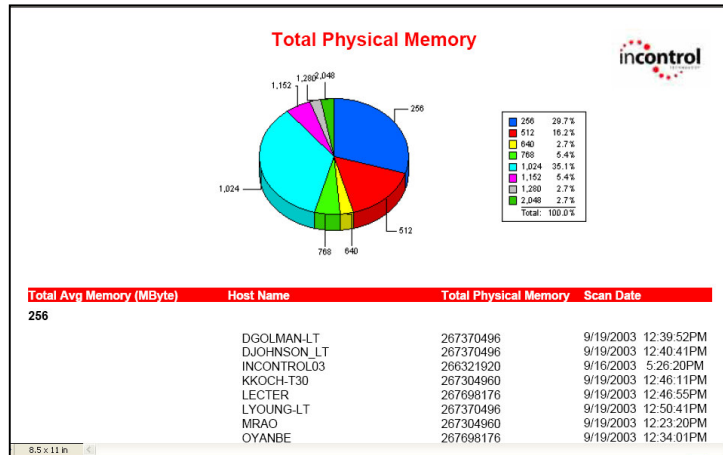 Total Physical Memory
incontrol
1,280
2,048
1,152
256
1,024
512
768
640
256 29.7%
512 16.2%
640 2.7%
768 5.4%
1,024 35.1%
1,152 5.4%
1,280 2.7%
2,048 2.7%
Total: 100.0%
Total Avg Memory (MByte) Host Name Total Physical Memory Scan Date
256
DGOLMAN-LT 267370496 9/19/2003 12:39:52PM
DJOHNSON_LT 267370496 9/19/2003 12:40:41PM
INCONTROL03 266321920 9/16/2003 5:26:20PM
KKOCH-T30 267304960 9/19/2003 12:46:11PM
LECTER 267698176 9/19/2003 12:46:55PM
LYOUNG-LT 267370496 9/19/2003 12:50:41PM
MRAO 267304960 9/19/2003 12:23:20PM
OYANBE 267698176 9/19/2003 12:34:01PM
8.5 x 11 in